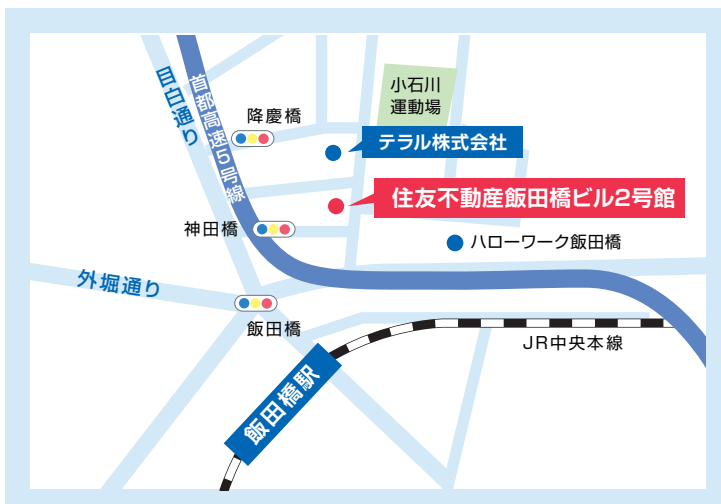 目白通り
首都高速5号線
小石川
運動場
降慶橋
テラル株式会社
住友不動産飯田橋ビル2号館
神田橋
ハローワーク飯田橋
外堀通り
飯田橋
JR中央本線
飯田橋駅